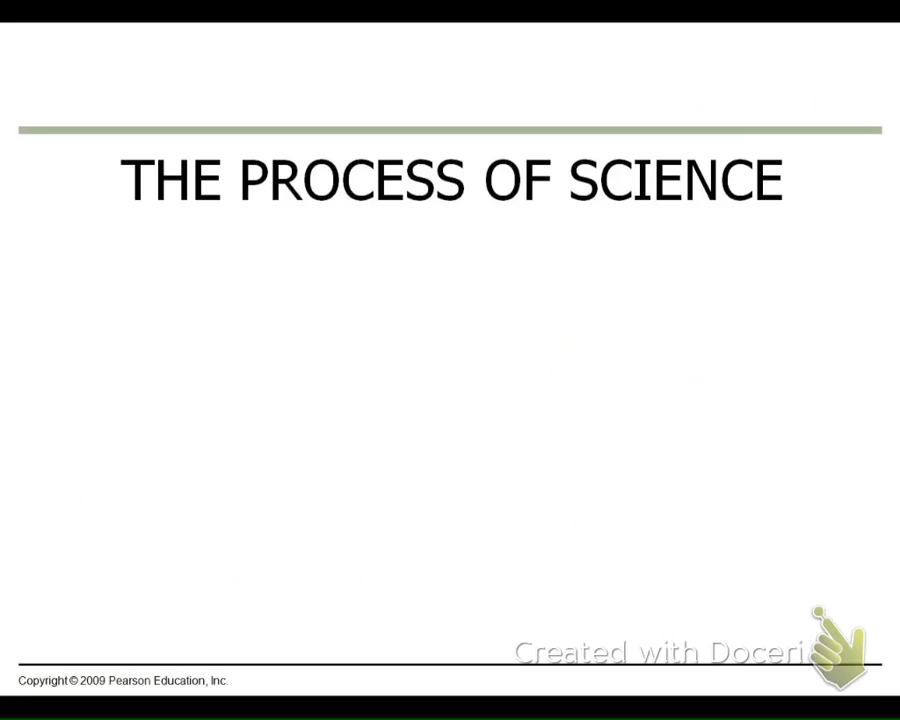 THE PROCESS OF SCIENCE
Created with Doceri
Copyright © 2009 Pearson Education, Inc.